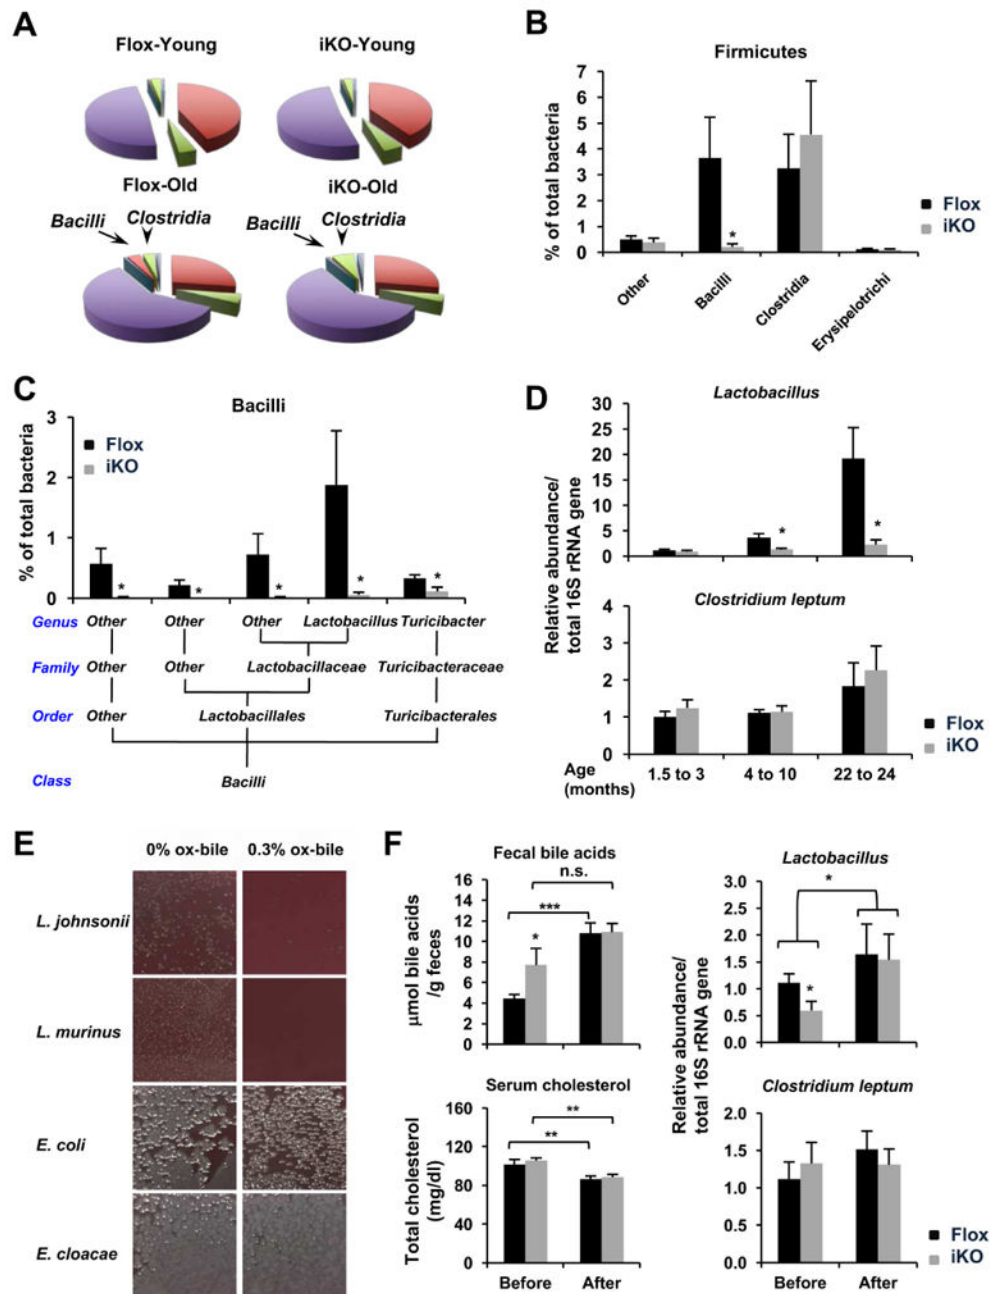 A
Flox-Young
iKO-Young
Flox-Old
iKO-Old
Bacilli
Clostridia
Bacilli
Clostridia
B
Firmicutes
% of total bacteria
7
6
5
4
3
2
1
0
Other
Bacilli
Clostridia
Erysipelotrichi
*
Flox
iKO
C
Bacilli
% of total bacteria
3
2
1
0
Flox
iKO
* * * * *
Genus Other Other Other Lactobacillus Turicibacter
Family Other Other Lactobacillaceae Turicibacteraceae
Order Other Lactobacillales Turicibacterales
Class Bacilli
D
Lactobacillus
Relative abundance/
total 16S rRNA gene
30
25
20
15
10
5
0
* *
Clostridium leptum
4
3
2
1
0
Flox
iKO
Age 1.5 to 3 4 to 10 22 to 24
(months)
E
0% ox-bile 0.3% ox-bile
L. johnsonii
L. murinus
E. coli
E. cloacae
F
Fecal bile acids
µmol bile acids
/g feces
16
14
12
10
8
6
4
2
0
n.s.
***
*
Serum cholesterol
Total cholesterol
(mg/dl)
160
120
80
40
0
**
**
Before After
Lactobacillus
Relative abundance/
total 16S rRNA gene
3.0
2.5
2.0
1.5
1.0
0.5
0.0
*
*
Clostridium leptum
2.0
1.5
1.0
0.5
0.0
Before After
Flox
iKO